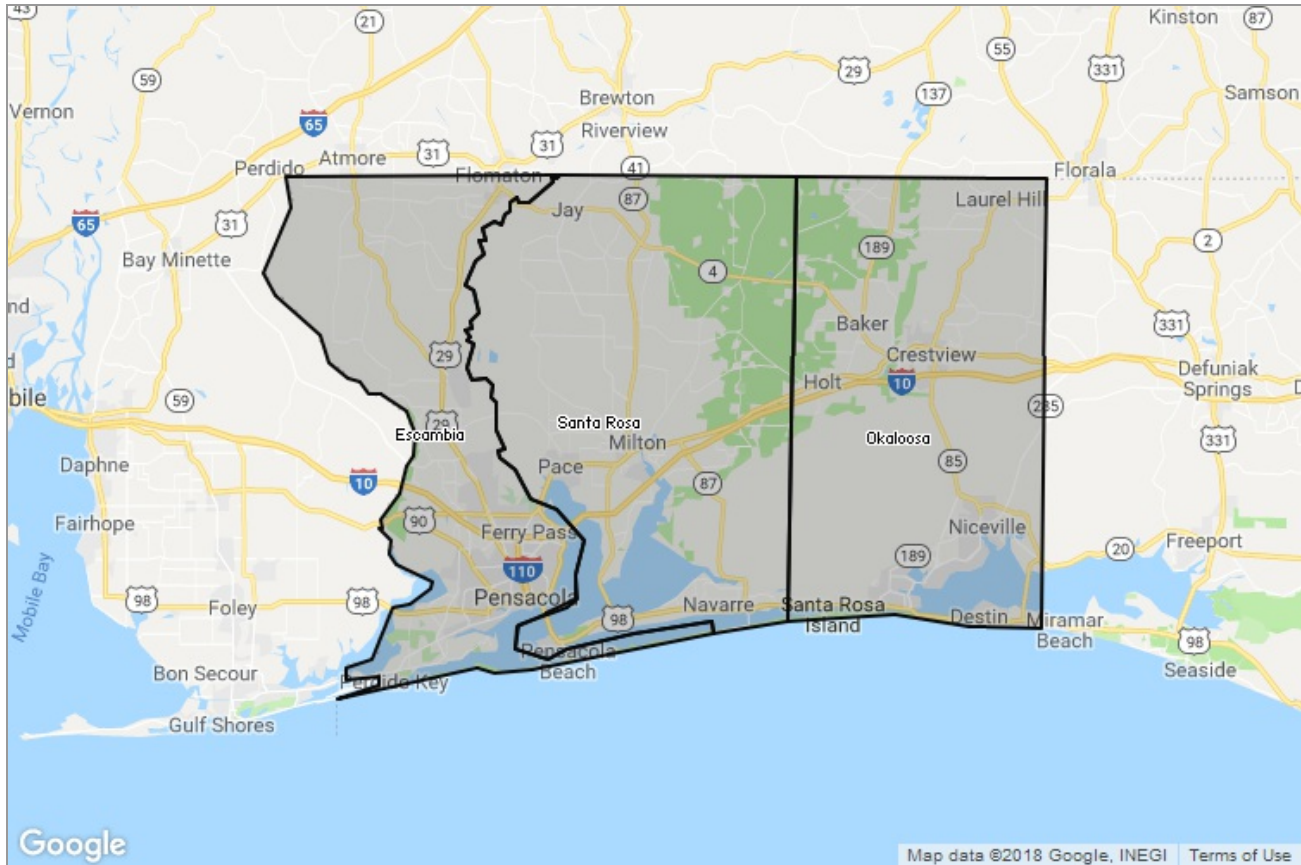 43
21
Kinston
87
59
55
331
Vernon
29
137
Samson
Brewton
Riverview
65
31
31
Perdido
Atmore
41
Florala
Flomaton
87
Laurel Hill
Jay
65
31
189
2
Bay Minette
4
Baker
331
29
Crestview
Defuniak
Springs
Holt
10
59
285
29
Escambia
Santa Rosa
Milton
Okaloosa
331
Daphne
Pace
85
10
87
Fairhope
90
Ferry Pass
Niceville
Freeport
189
20
110
Mobile Bay
98
Foley
98
Pensacola
Navarre
Santa Rosa
Island
98
Destin
Miramar
Beach
98
Pensacola
Beach
Seaside
Bon Secour
Perdido Key
Gulf Shores
Google
Map data ©2018 Google, INEGI
Terms of Use